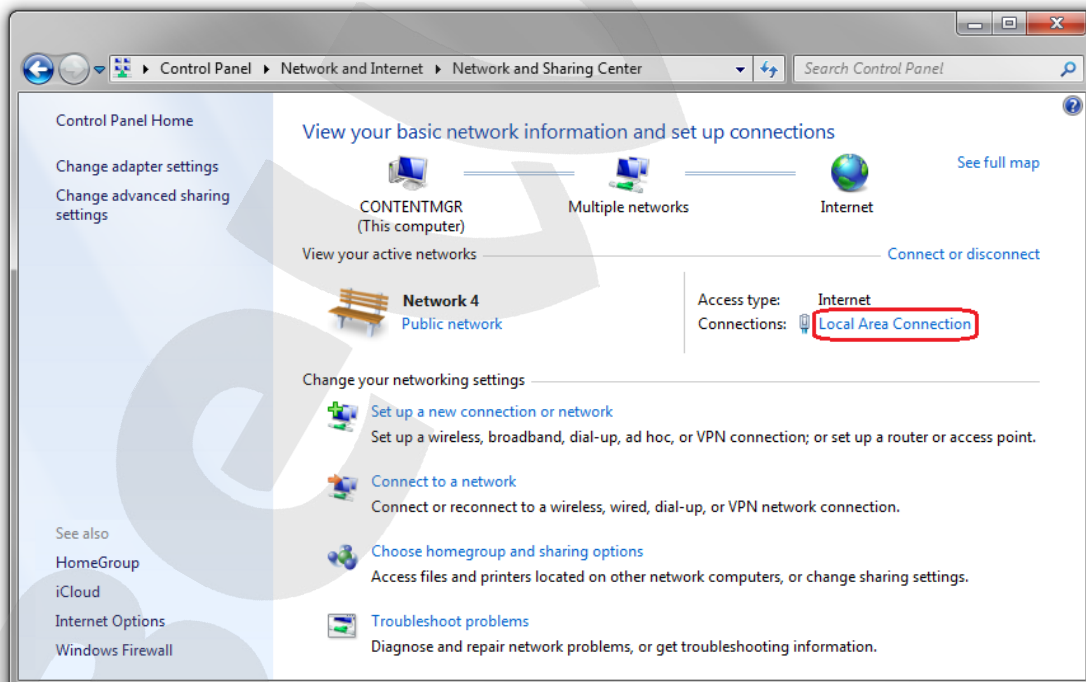 Control Panel Network and Internet Network and Sharing Center
Search Control Panel
Control Panel Home
Change adapter settings
Change advanced sharing
settings
View your basic network information and set up connections
See full map
CONTENTMGR
(This computer)
Multiple networks
Internet
View your active networks
Connect or disconnect
Network 4
Public network
Access type: Internet
Connections: Local Area Connection
Change your networking settings
Set up a new connection or network
Set up a wireless, broadband, dial-up, ad hoc, or VPN connection; or set up a router or access point.
Connect to a network
Connect or reconnect to a wireless, wired, dial-up, or VPN network connection.
Choose homegroup and sharing options
Access files and printers located on other network computers, or change sharing settings.
Troubleshoot problems
Diagnose and repair network problems, or get troubleshooting information.
See also
HomeGroup
iCloud
Internet Options
Windows Firewall